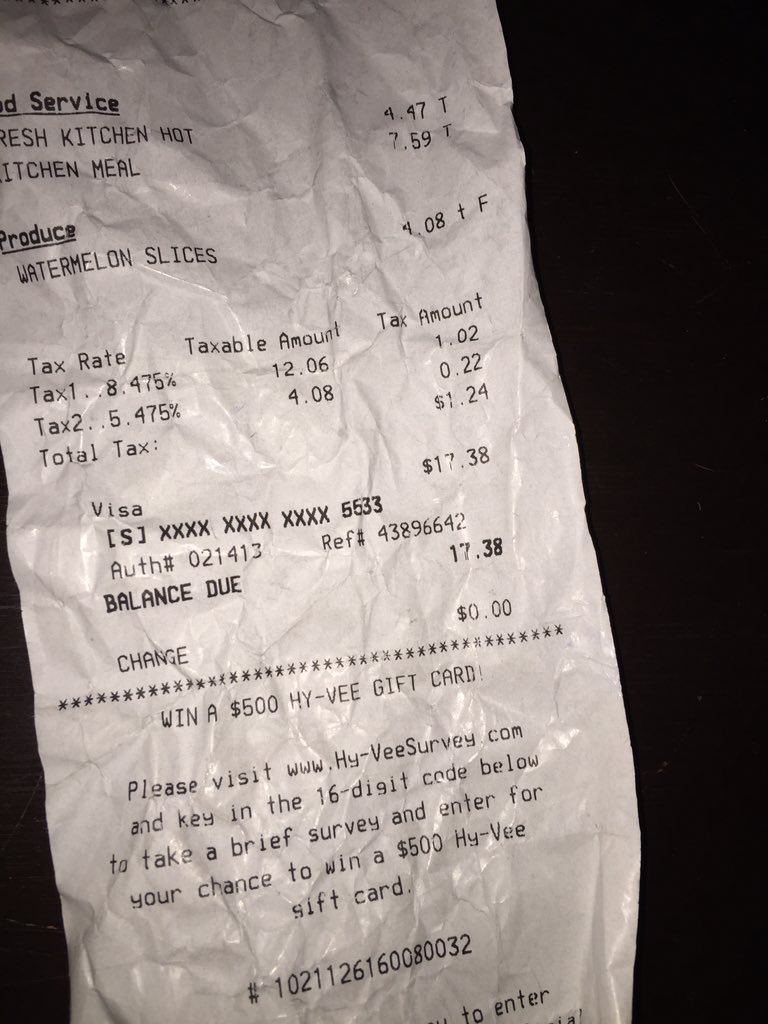 od Service
RESH KITCHEN HOT 4.47 T
ITCHEN MEAL 7.59 T
Produce
WATERMELON SLICES 4.08 t F
Tax Rate Taxable Amount Tax Amount
Tax1..8.475% 12.06 1.02
Tax2..5.475% 4.08 0.22
Total Tax: $1.24
$17.38
Visa
[S] XXXX XXXX XXXX 5533
Auth# 021413 Ref# 43896642
BALANCE DUE 17.38
CHANGE $0.00
****************************************
WIN A $500 HY-VEE GIFT CARD!
Please visit www.Hy-VeeSurvey.com
and key in the 16-digit code below
to take a brief survey and enter for
your chance to win a $500 Hy-Vee
gift card.
# 1021126160080032
to enter